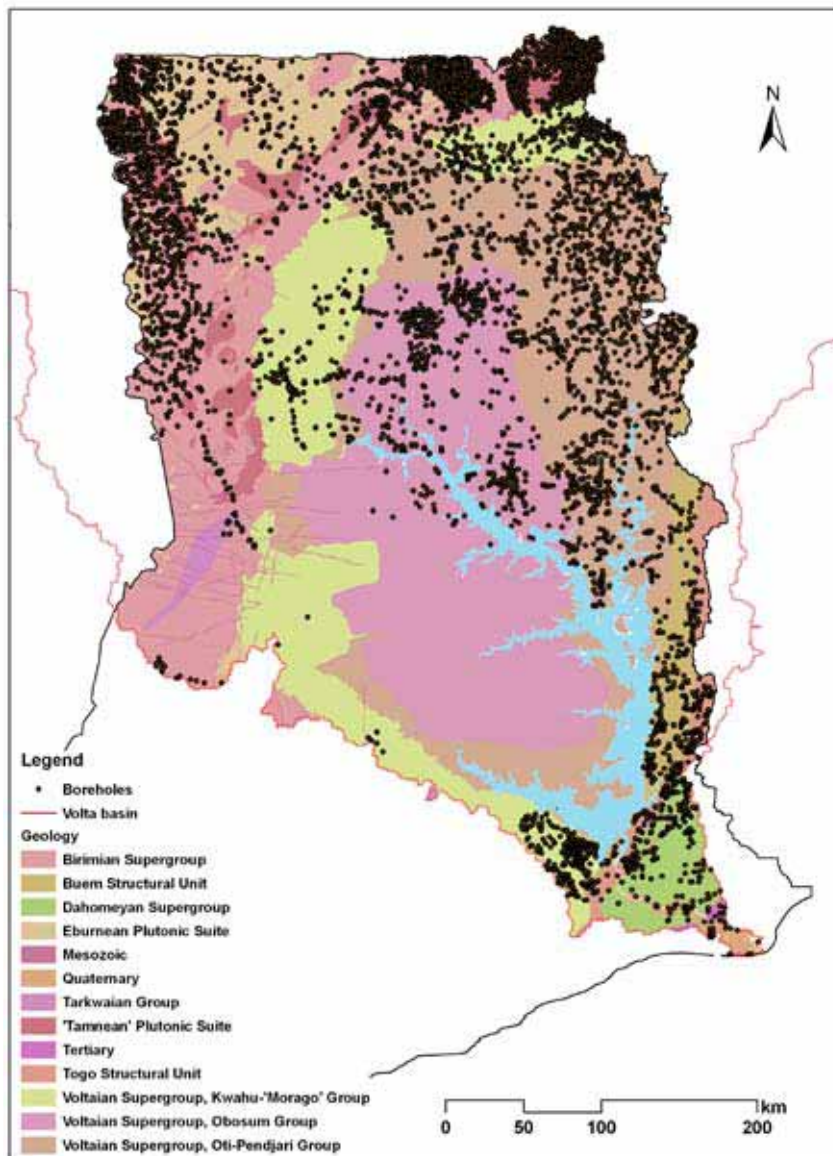 N
Legend
Boreholes
Volta basin
Geology
Birimian Supergroup
Buem Structural Unit
Dahomeyan Supergroup
Eburnean Plutonic Suite
Mesozoic
Quaternary
Tarkwaian Group
'Tamnean' Plutonic Suite
Tertiary
Togo Structural Unit
Voltaian Supergroup, Kwahu-'Morago' Group
Voltaian Supergroup, Obosum Group
Voltaian Supergroup, Oti-Pendjari Group
km
0 50 100 200